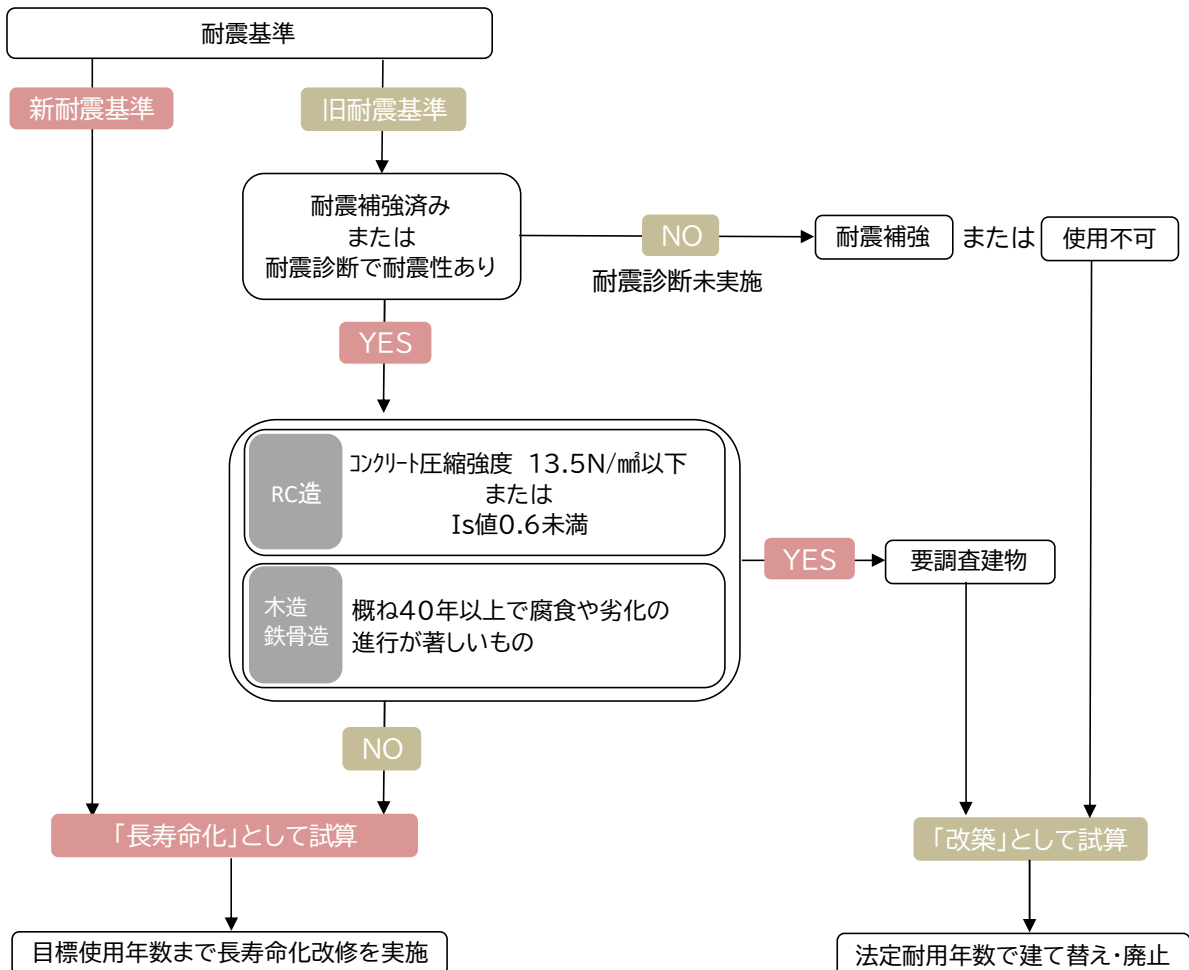 耐震基準
新耐震基準
旧耐震基準
耐震補強済み
または
耐震診断で耐震性あり
NO
耐震診断未実施
耐震補強 または 使用不可
YES
RC造
コンクリート圧縮強度 13.5N/㎟以下
または
Is値0.6未満
木造
鉄骨造
概ね40年以上で腐食や劣化の
進行が著しいもの
YES
要調査建物
NO
「長寿命化」として試算
「改築」として試算
目標使用年数まで長寿命化改修を実施
法定耐用年数で建て替え・廃止